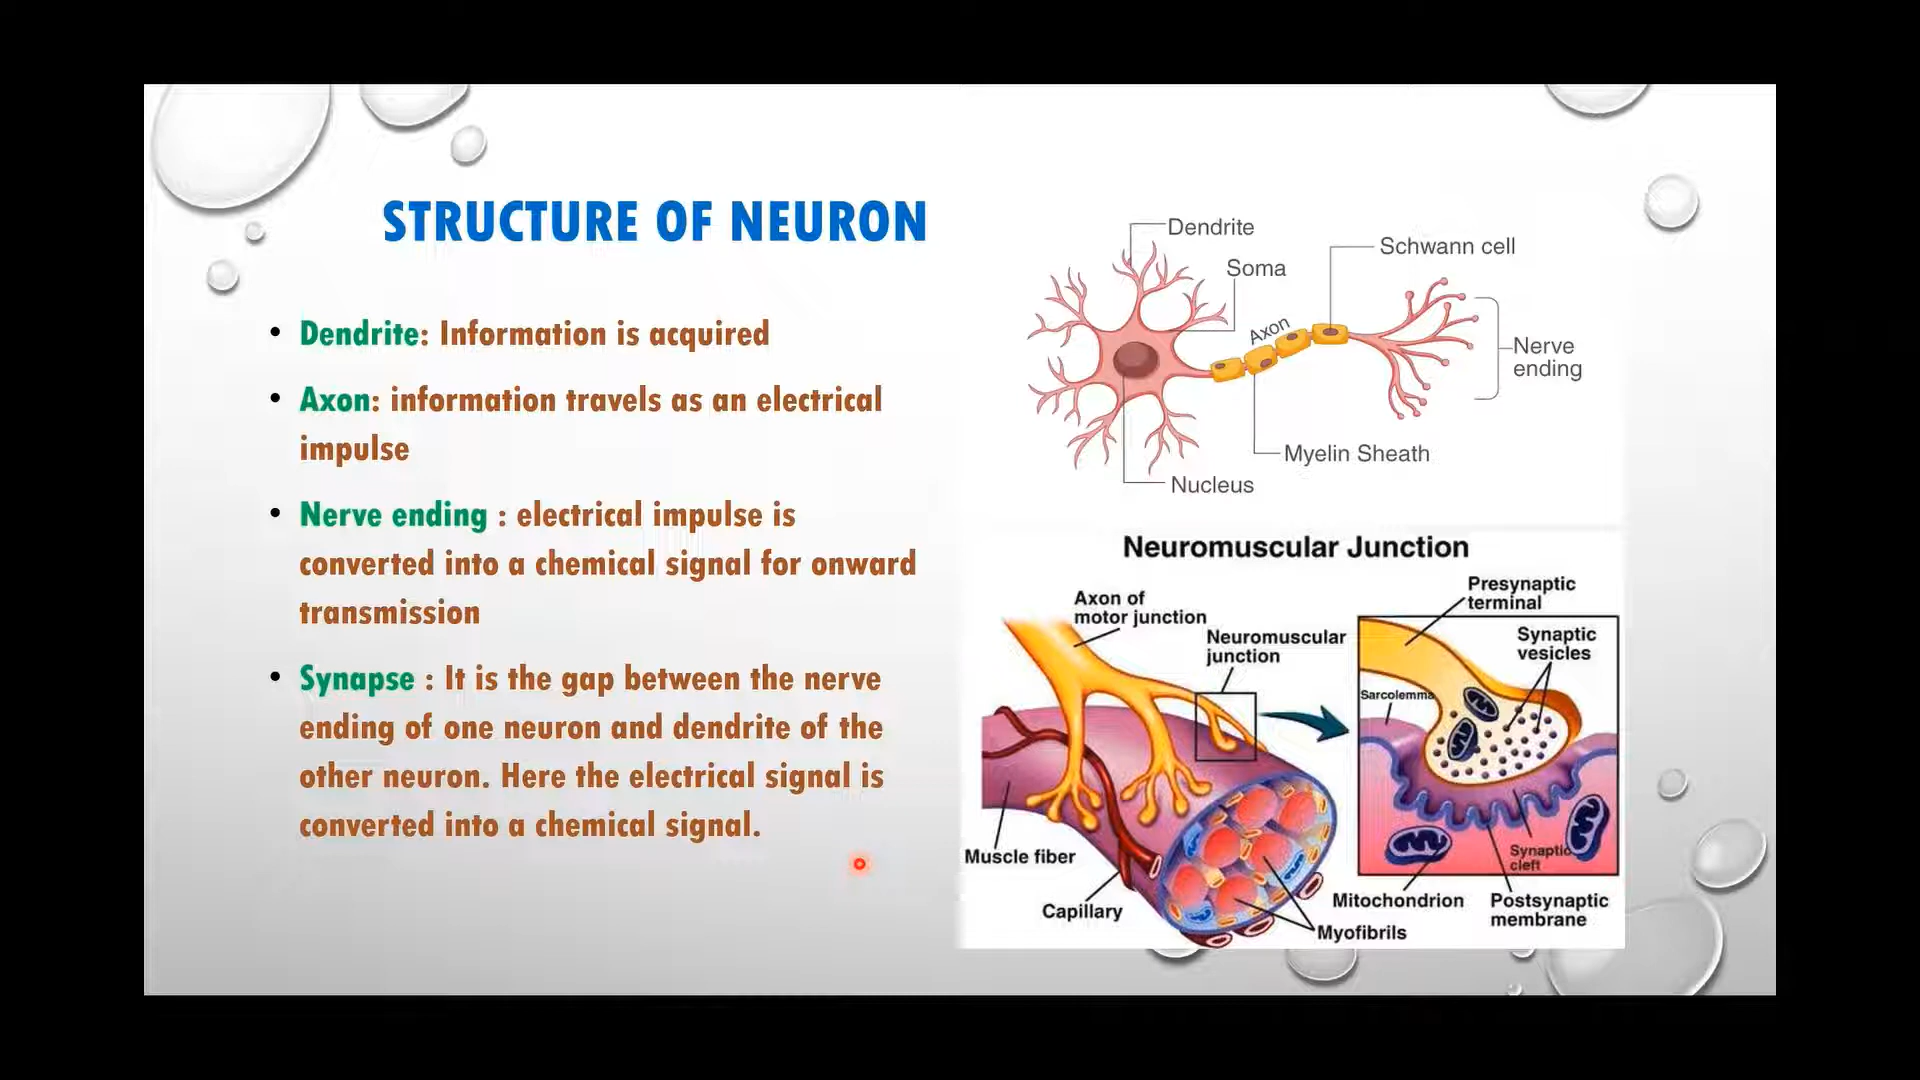 STRUCTURE OF NEURON
• Dendrite: Information is acquired
• Axon: information travels as an electrical
impulse
• Nerve ending : electrical impulse is
converted into a chemical signal for onward
transmission
• Synapse : It is the gap between the nerve
ending of one neuron and dendrite of the
other neuron. Here the electrical signal is
converted into a chemical signal.
Dendrite
Soma
Schwann cell
Axon
Nerve
ending
Myelin Sheath
Nucleus
Neuromuscular Junction
Axon of
motor junction
Neuromuscular
junction
Presynaptic
terminal
Synaptic
vesicles
Sarcolemma
Muscle fiber
Capillary
Myofibrils
Mitochondrion
Synaptic
cleft
Postsynaptic
membrane